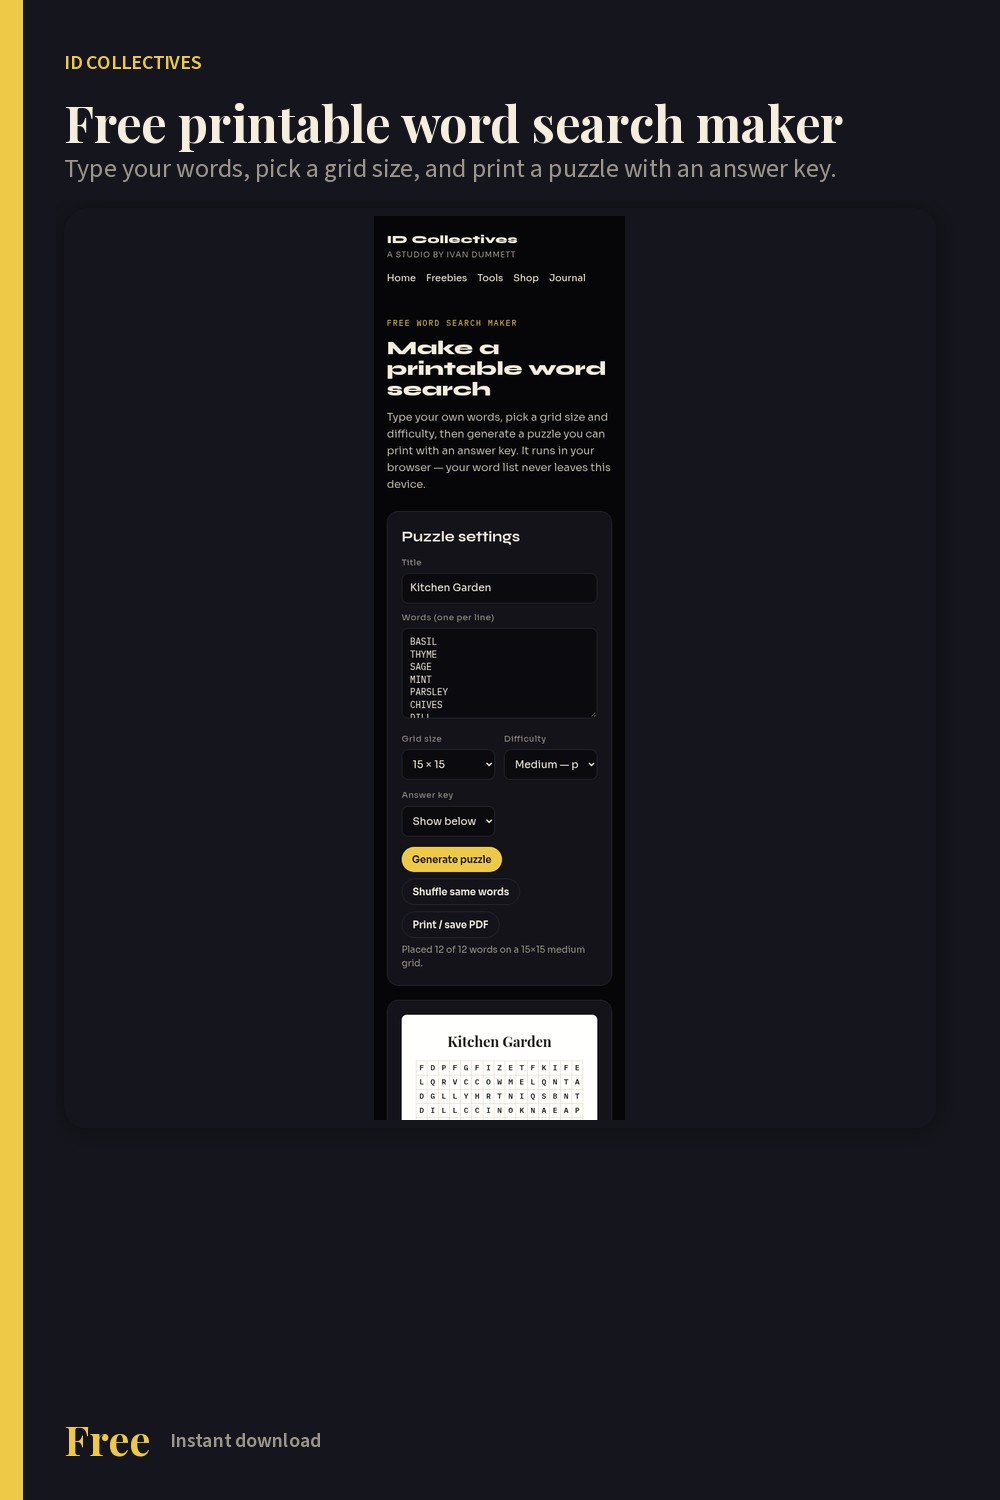 ID COLLECTIVES
Free printable word search maker
Type your words, pick a grid size, and print a puzzle with an answer key.
ID Collectives
A STUDIO BY IVAN DUMMETT
Home Freebies Tools Shop Journal
FREE WORD SEARCH MAKER
Make a
printable word
search
Type your own words, pick a grid size and
difficulty, then generate a puzzle you can
print with an answer key. It runs in your
browser — your word list never leaves this
device.
Puzzle settings
Title
Kitchen Garden
Words (one per line)
BASIL
THYME
SAGE
MINT
PARSLEY
CHIVES
DILL
Grid size Difficulty
15 × 15 Medium — p
Answer key
Show below
Generate puzzle
Shuffle same words
Print / save PDF
Placed 12 of 12 words on a 15×15 medium
grid.
Kitchen Garden
F D P F G F I Z E T F K I F E
L Q R V C C O W M E L Q N T A
D G L L Y H R T N I Q S B N T
D I L L C C I N O K N A E A P
Free Instant download